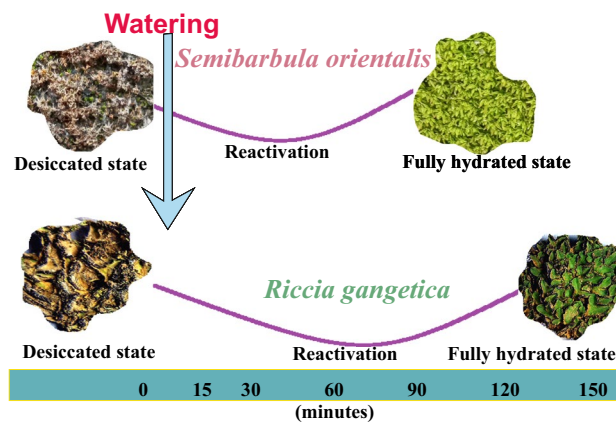 Watering
Semibarbula orientalis
Desiccated state
Reactivation
Fully hydrated state
Riccia gangetica
Desiccated state
Reactivation
Fully hydrated state
0 15 30 60 90 120 150
(minutes)